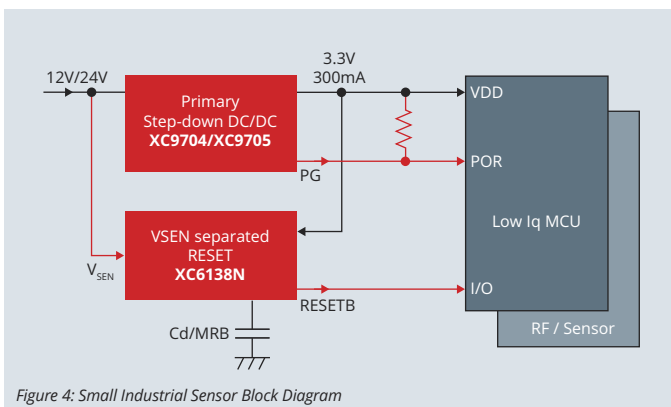 12V/24V
Primary
Step-down DC/DC
XC9704/XC9705
3.3V
300mA
VDD
PG
POR
Low Iq MCU
VSEN separated
RESET
XC6138N
VSEN
RESETB
I/O
Cd/MRB
RF / Sensor
Figure 4: Small Industrial Sensor Block Diagram